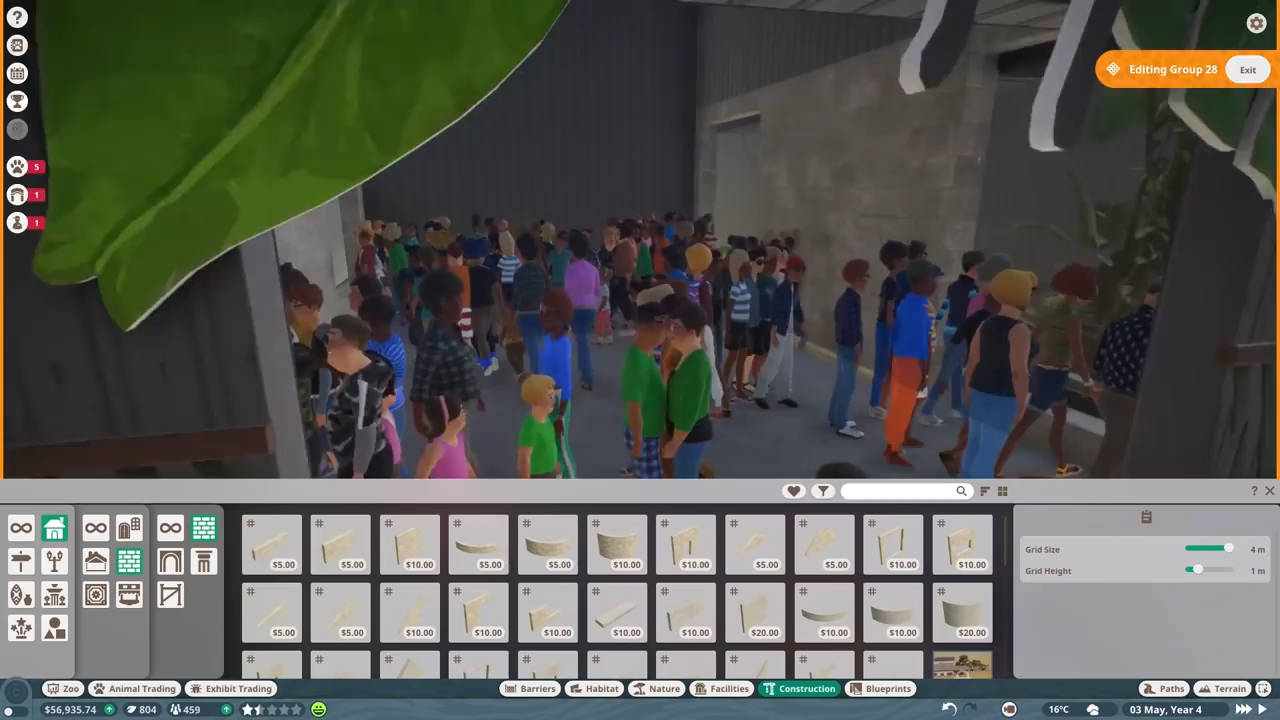 Editing Group 28 Exit
5
1
1
$5.00 $5.00 $10.00 $5.00 $5.00 $10.00 $10.00 $5.00 $5.00 $10.00 $10.00
$5.00 $5.00 $10.00 $10.00 $10.00 $10.00 $10.00 $20.00 $10.00 $10.00 $20.00
Grid Size 4 m
Grid Height 1 m
Zoo Animal Trading Exhibit Trading Barriers Habitat Nature Facilities Construction Blueprints Paths Terrain
$56,935.74 804 459 16°C 03 May, Year 4